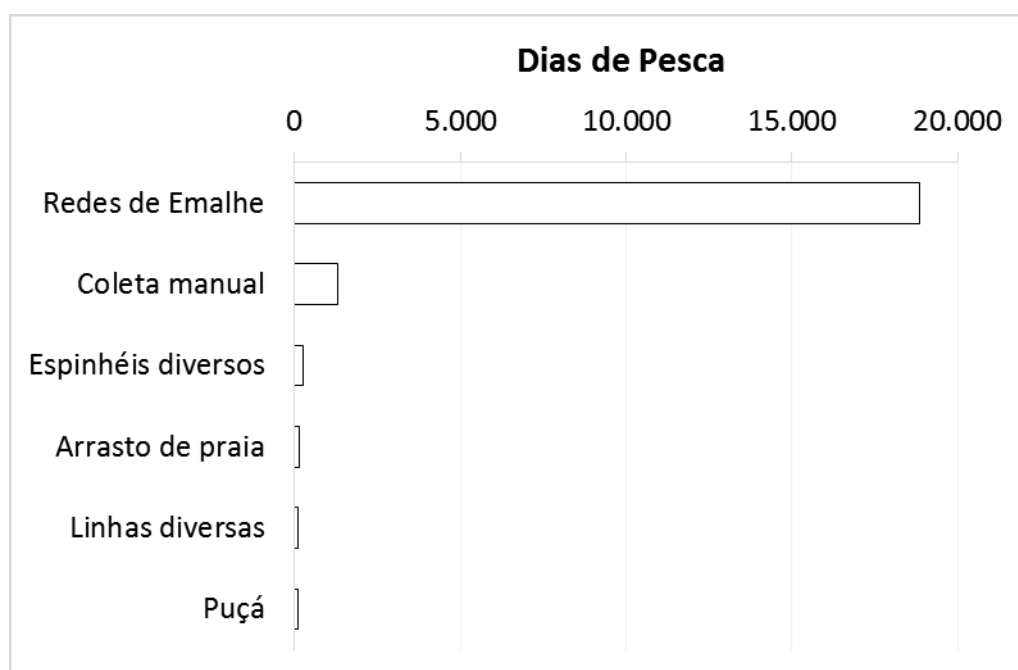 Dias de Pesca
0 5.000 10.000 15.000 20.000
Redes de Emalhe
Coleta manual
Espinhéis diversos
Arrasto de praia
Linhas diversas
Puçá